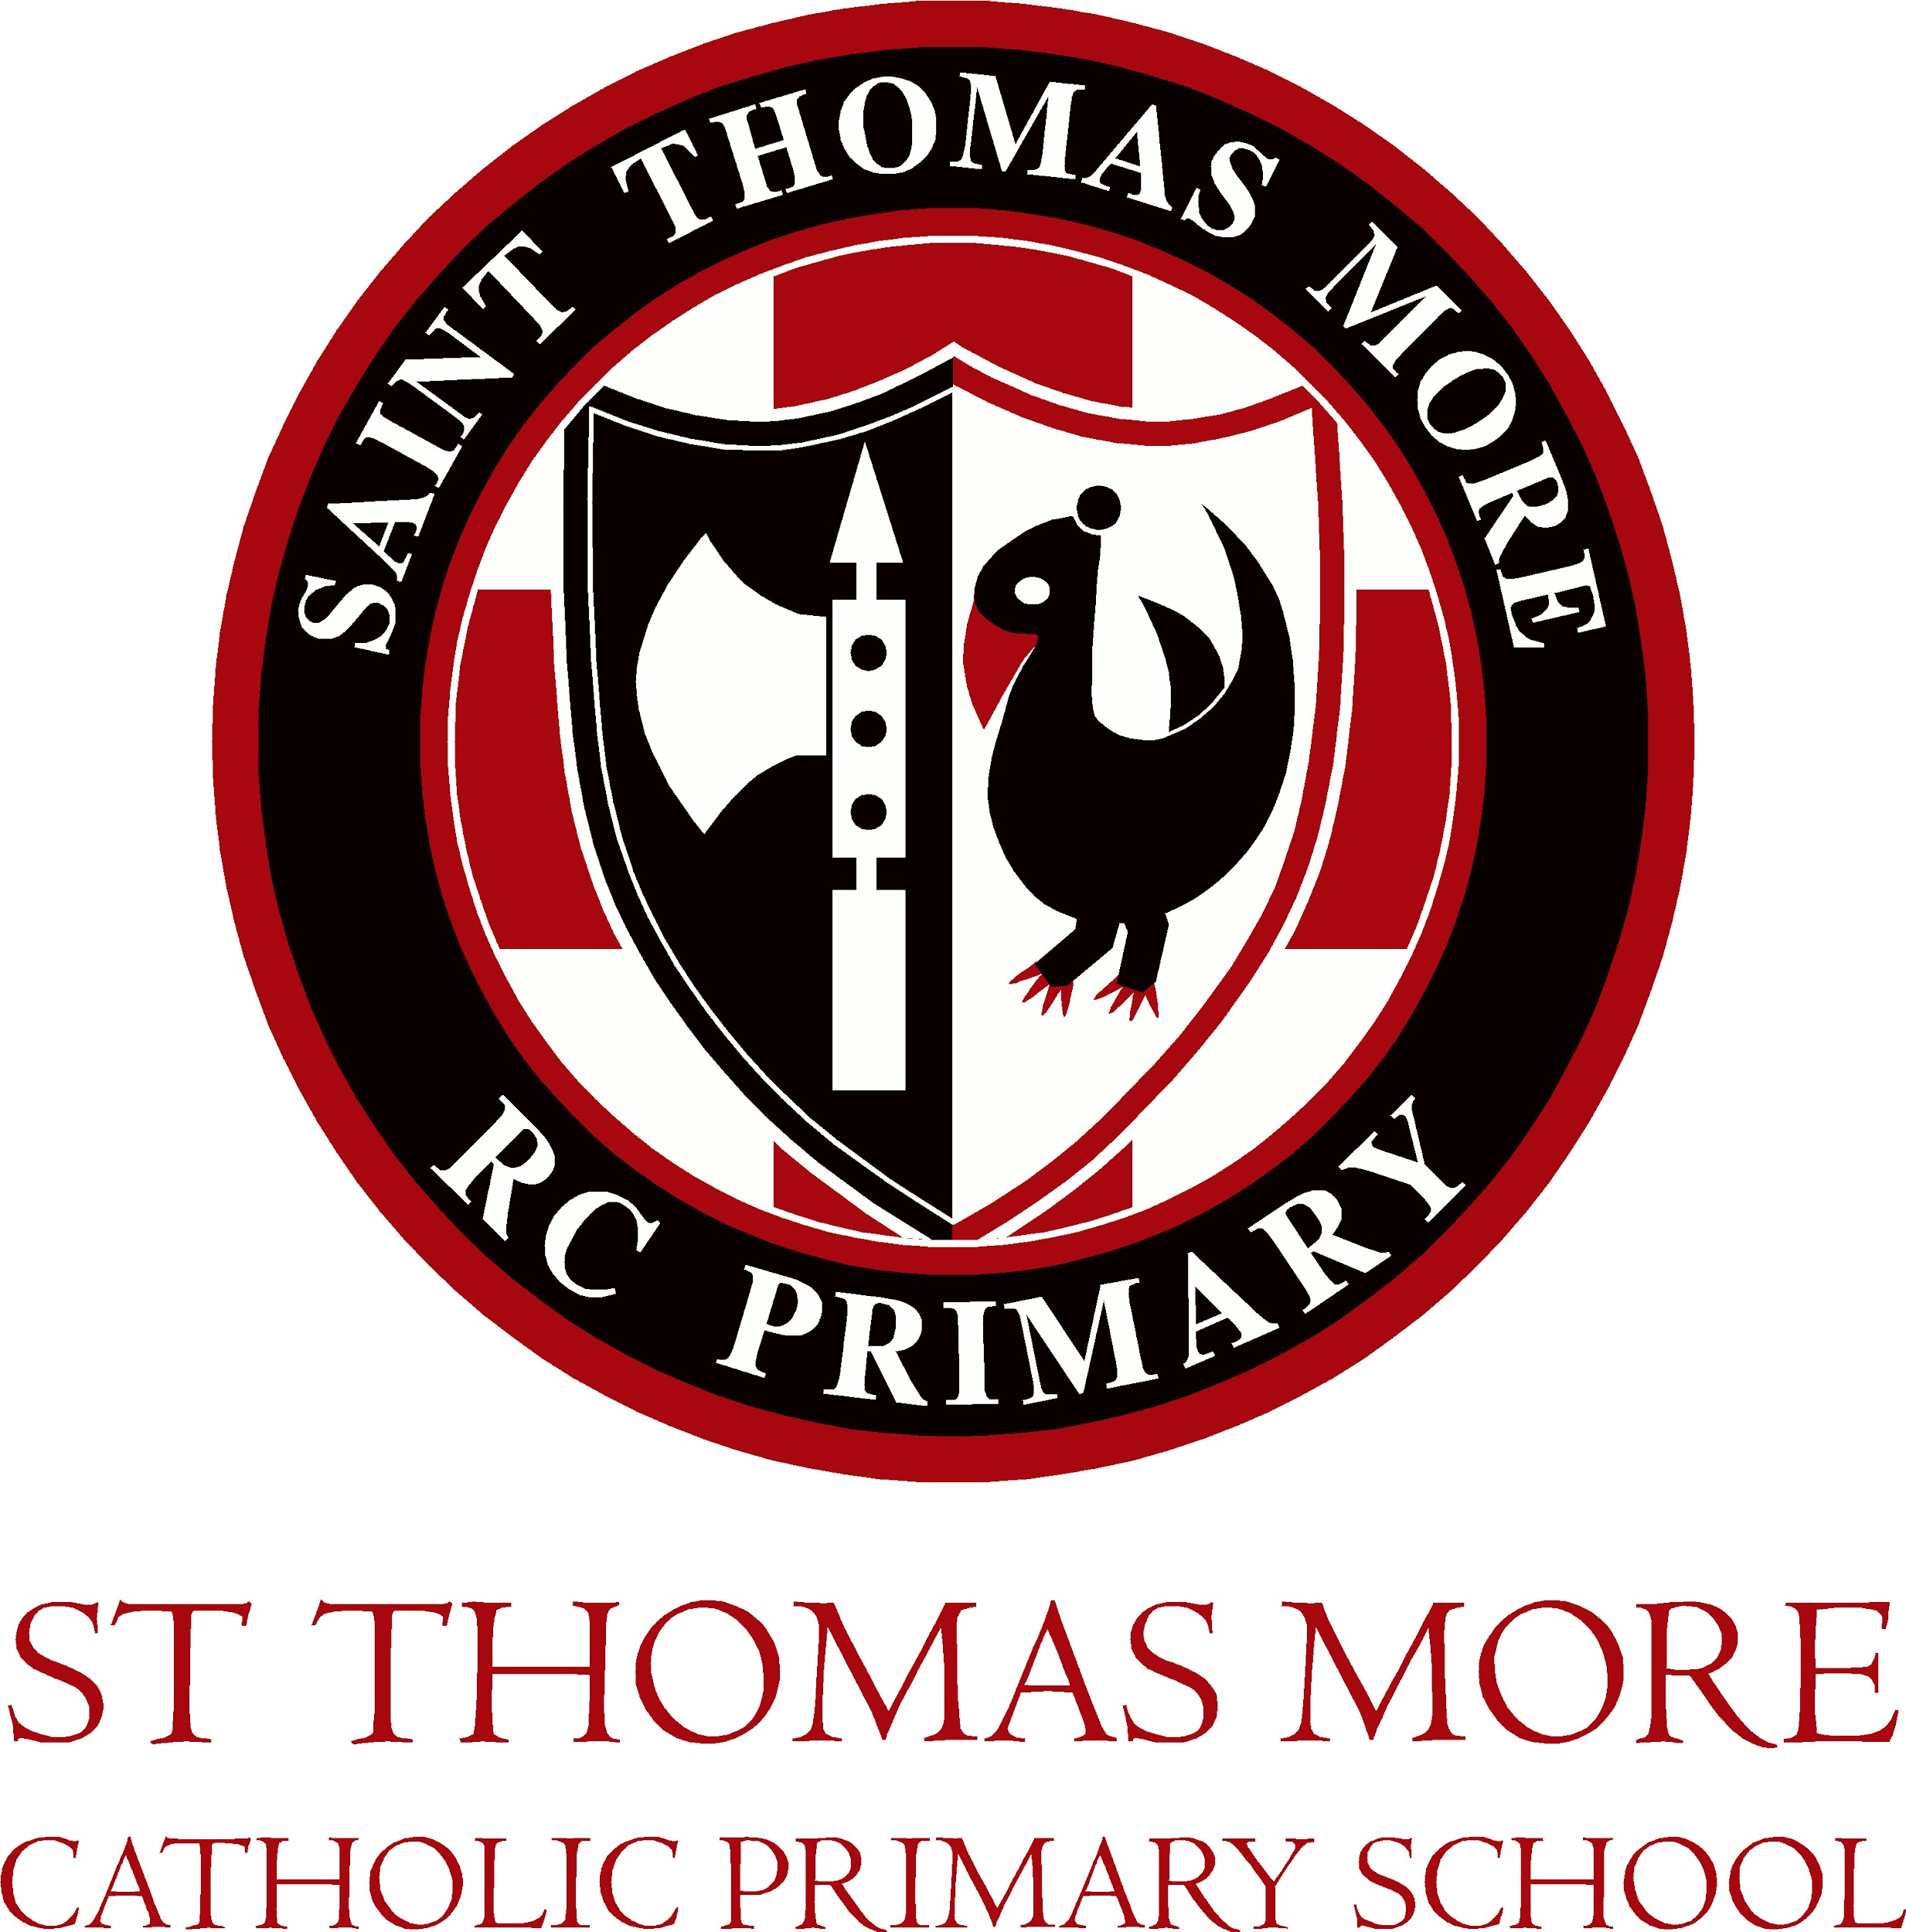 SAINT THOMAS MORE
RC PRIMARY
ST THOMAS MORE
CATHOLIC PRIMARY SCHOOL